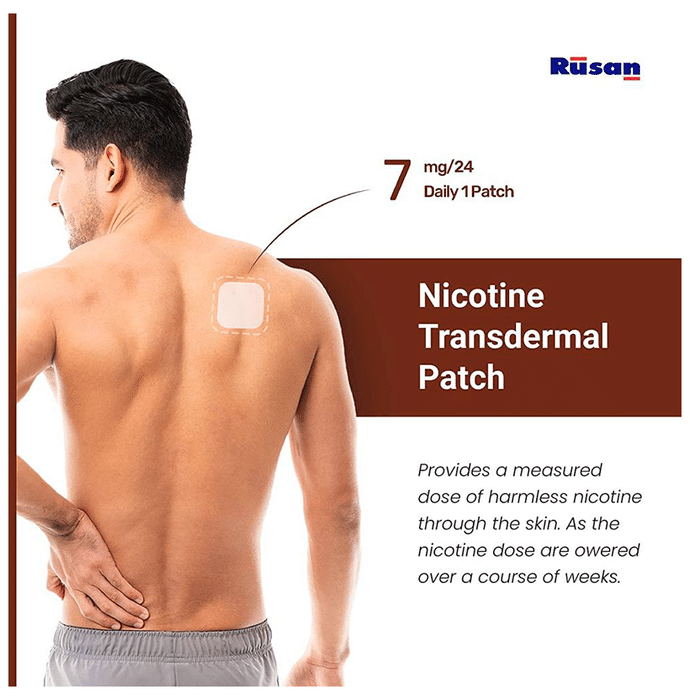 Rūsan
7 mg/24
Daily 1 Patch
Nicotine
Transdermal
Patch
Provides a measured
dose of harmless nicotine
through the skin. As the
nicotine dose are owered
over a course of weeks.